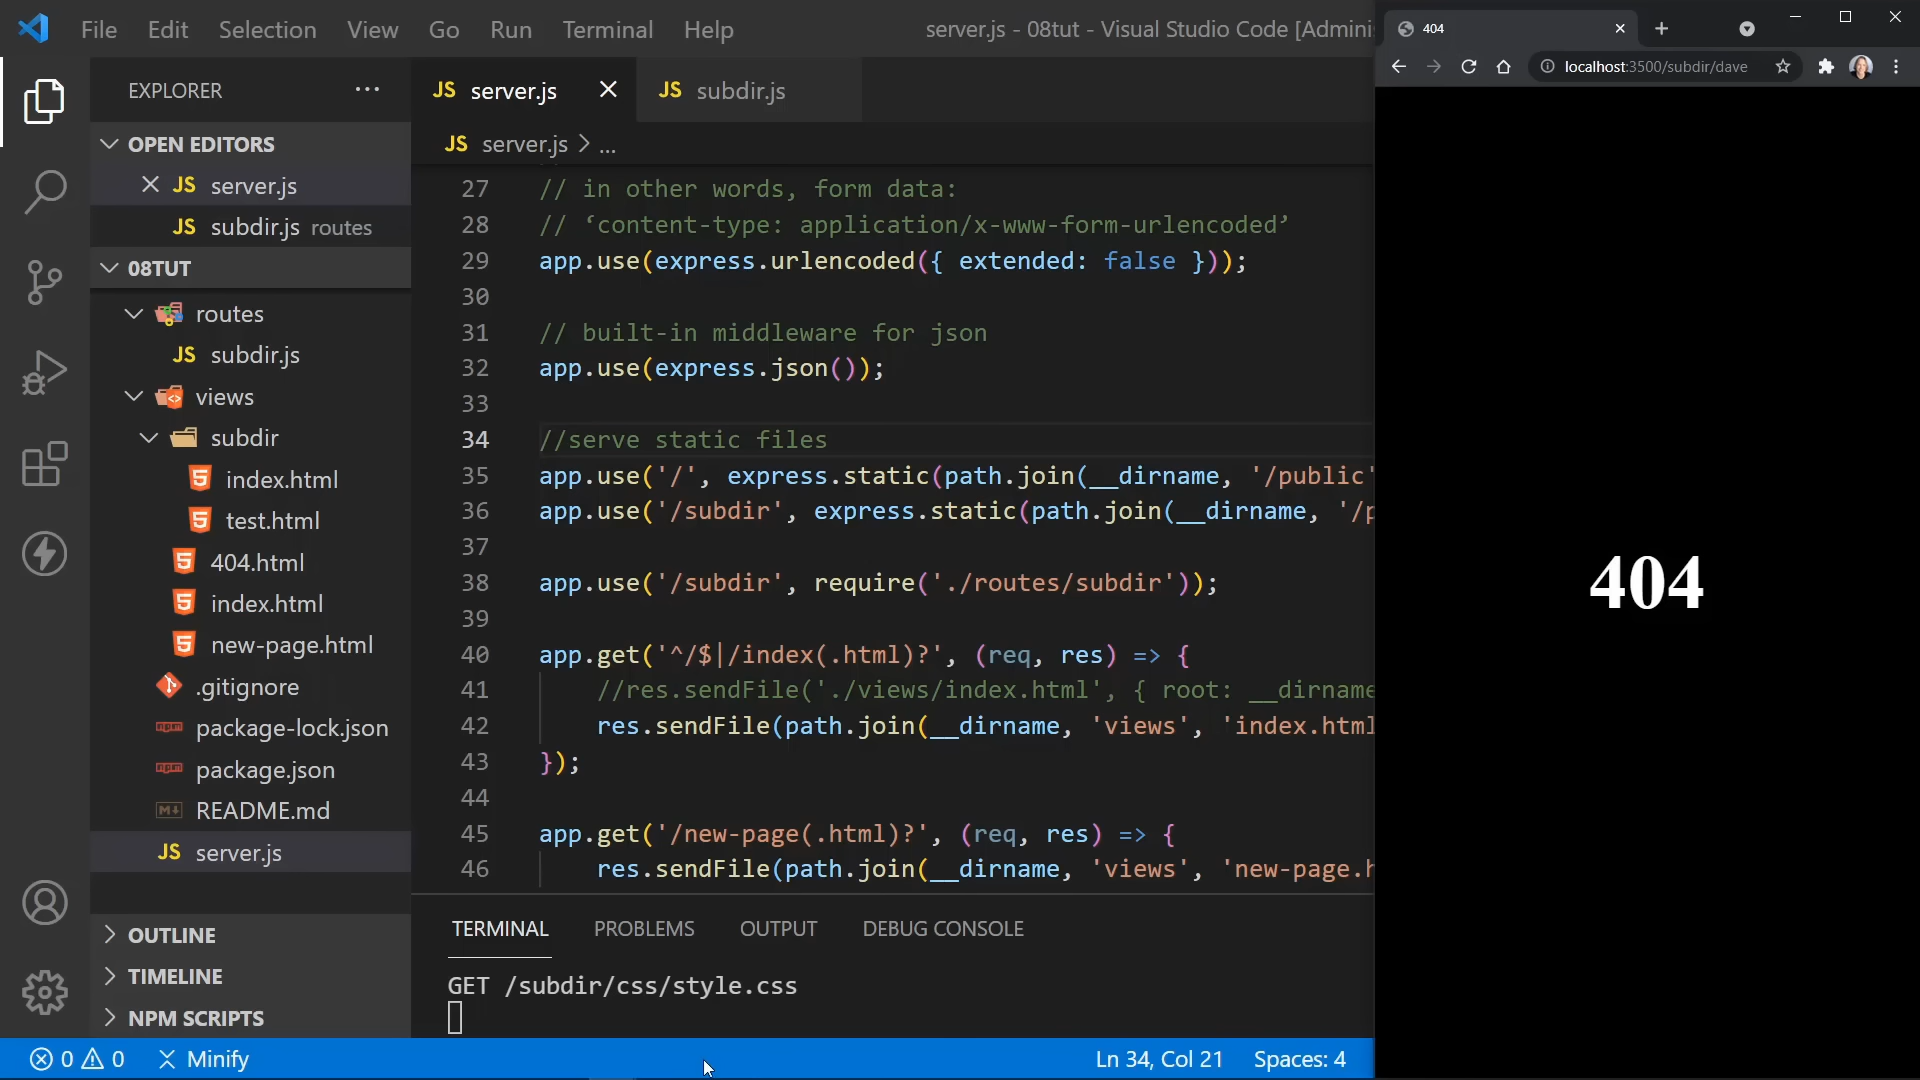 File Edit Selection View Go Run Terminal Help
server.js - 08tut - Visual Studio Code [Admini
EXPLORER ...
OPEN EDITORS
JS server.js
JS subdir.js routes
08TUT
routes
JS subdir.js
views
subdir
index.html
test.html
404.html
index.html
new-page.html
.gitignore
package-lock.json
package.json
README.md
JS server.js
OUTLINE
TIMELINE
NPM SCRIPTS
JS server.js
JS subdir.js
JS server.js > ...
27 // in other words, form data:
28 // ‘content-type: application/x-www-form-urlencoded’
29 app.use(express.urlencoded({ extended: false }));
30
31 // built-in middleware for json
32 app.use(express.json());
33
34 //serve static files
35 app.use('/', express.static(path.join(__dirname, '/public'
36 app.use('/subdir', express.static(path.join(__dirname, '/p
37
38 app.use('/subdir', require('./routes/subdir'));
39
40 app.get('^/$|/index(.html)?', (req, res) => {
41 //res.sendFile('./views/index.html', { root: __dirname
42 res.sendFile(path.join(__dirname, 'views', 'index.html
43 });
44
45 app.get('/new-page(.html)?', (req, res) => {
46 res.sendFile(path.join(__dirname, 'views', 'new-page.h
TERMINAL PROBLEMS OUTPUT DEBUG CONSOLE
GET /subdir/css/style.css
0 0 Minify
Ln 34, Col 21 Spaces: 4
404
localhost:3500/subdir/dave
404